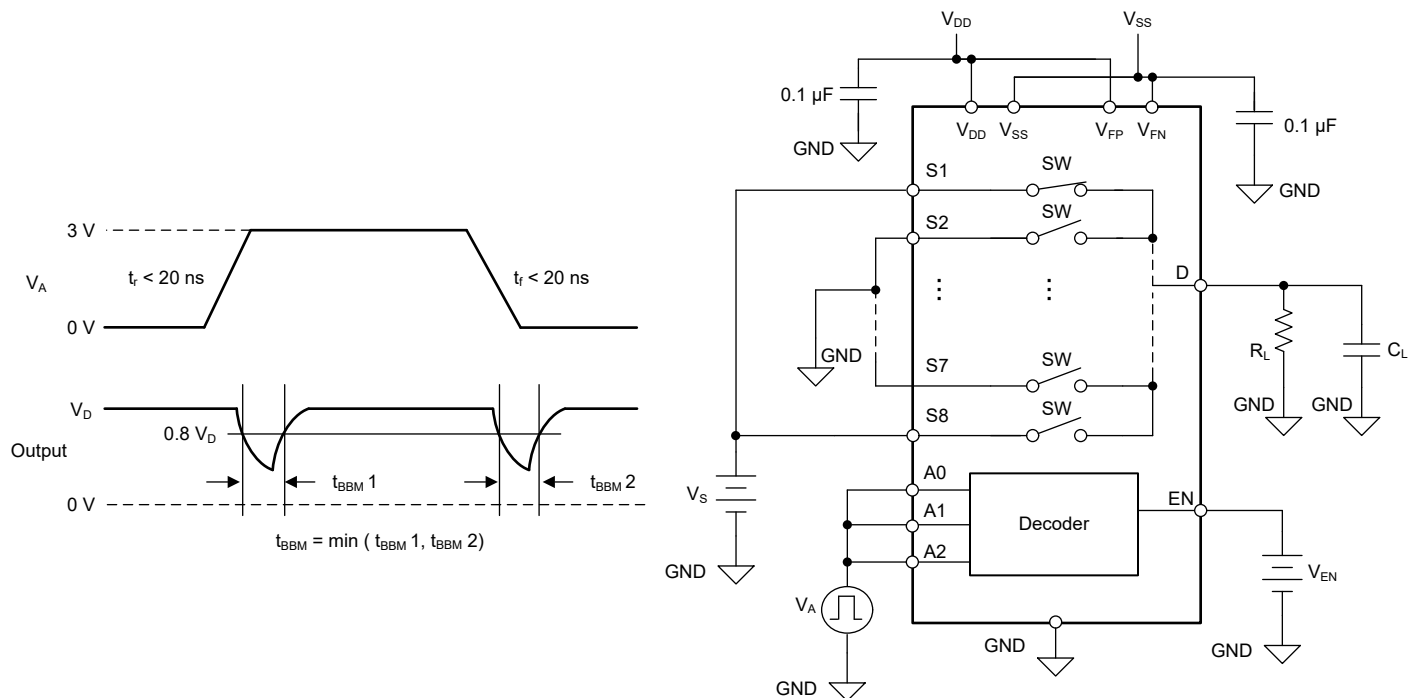 3 V
V_A
t_r < 20 ns
t_f < 20 ns
0 V
V_D
0.8 V_D
Output
t_BBM 1
t_BBM 2
0 V
t_BBM = min ( t_BBM 1, t_BBM 2)
V_DD
V_SS
0.1 µF
0.1 µF
GND
GND
V_DD
V_SS
V_FP
V_FN
S1
SW
S2
SW
D
GND
R_L
C_L
S7
SW
GND
GND
S8
SW
V_S
A0
A1
A2
Decoder
EN
GND
V_EN
V_A
GND
GND
GND